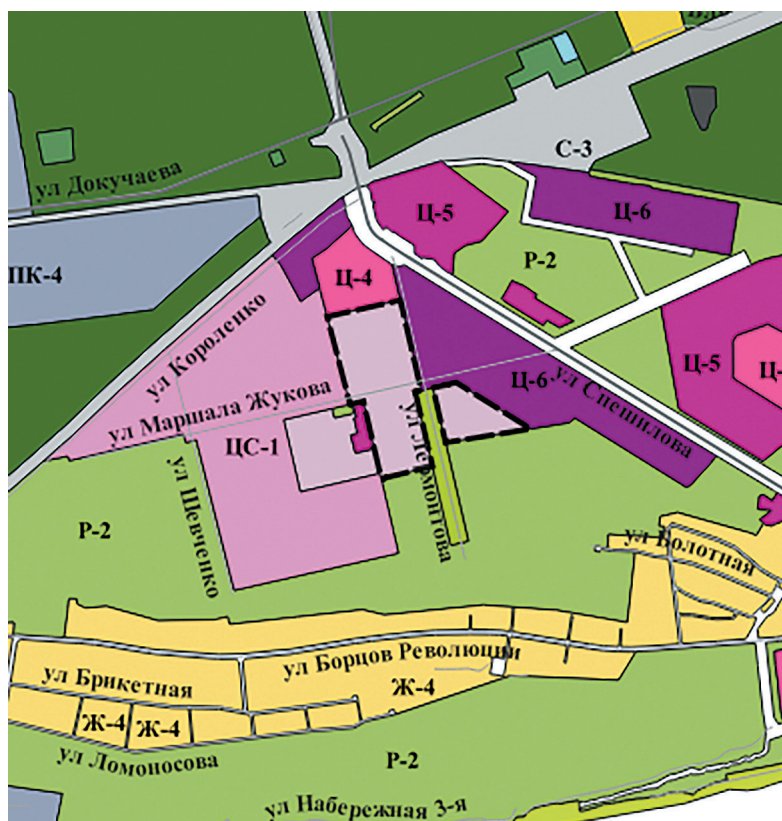 ул Докучаева
С-3
Ц-5
Ц-6
Р-2
ПК-4
Ц-4
ул Короленко
Ц-5
Ц-6
ул Спешилова
ул Маршала Жукова
ул Лермонтова
ЦС-1
ул Шевченко
Р-2
ул Болотная
ул Борцов Революции
ул Брикетная
Ж-4
Ж-4
Ж-4
ул Ломоносова
Р-2
ул Набережная 3-я